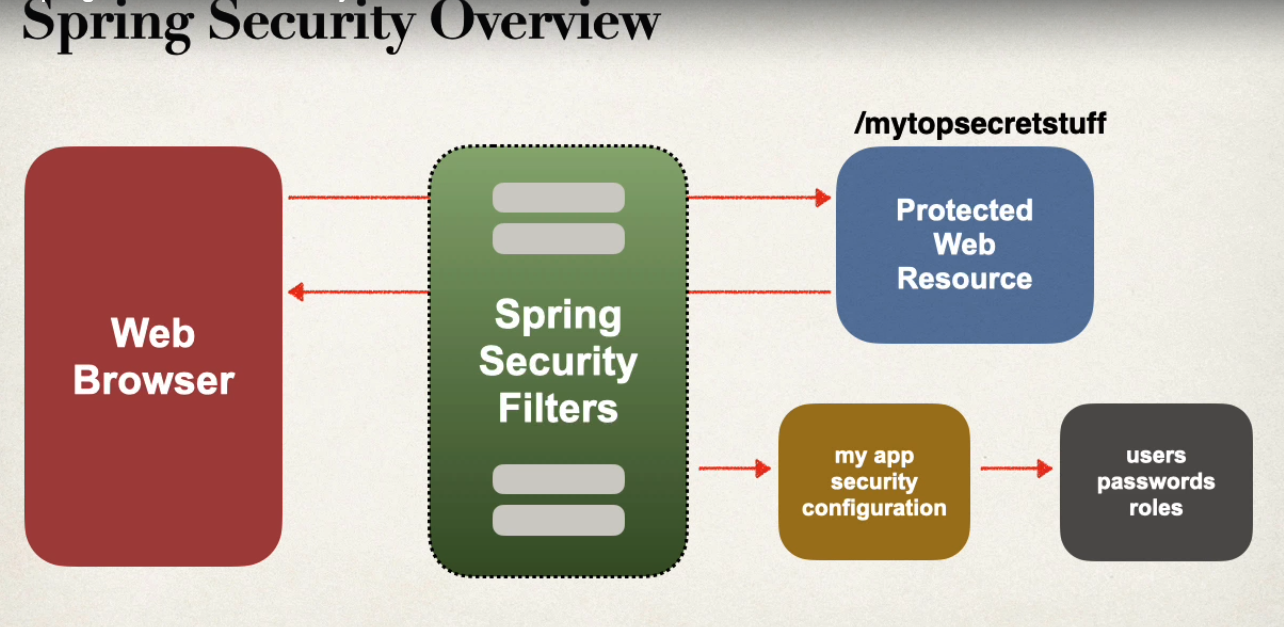 Spring Security Overview
/mytopsecretstuff
Web
Browser
Spring
Security
Filters
Protected
Web
Resource
my app
security
configuration
users
passwords
roles